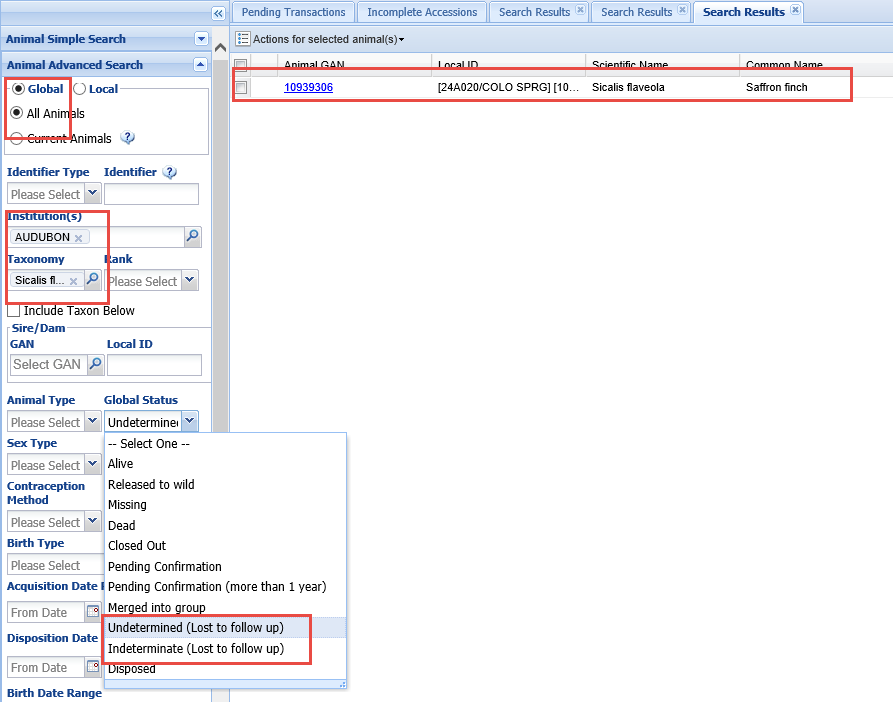 Pending Transactions Incomplete Accessions Search Results Search Results Search Results
Animal Simple Search
Actions for selected animal(s)
Animal Advanced Search
Animal GAN Local ID Scientific Name Common Name
10939306 [24A020/COLO SPRG] [10... Sicalis flaveola Saffron finch
Global Local
All Animals
Current Animals
Identifier Type Identifier
Please Select
Institution(s)
AUDUBON
Taxonomy Rank
Sicalis fl... Please Select
Include Taxon Below
Sire/Dam
GAN Local ID
Select GAN
Animal Type Global Status
Please Select Undetermined
Sex Type
Please Select
Contraception
Method
Please Select
Birth Type
Please Select
Acquisition Date
From Date
Disposition Date
From Date
Birth Date Range
-- Select One --
Alive
Released to wild
Missing
Dead
Closed Out
Pending Confirmation
Pending Confirmation (more than 1 year)
Merged into group
Undetermined (Lost to follow up)
Indeterminate (Lost to follow up)
Disposed